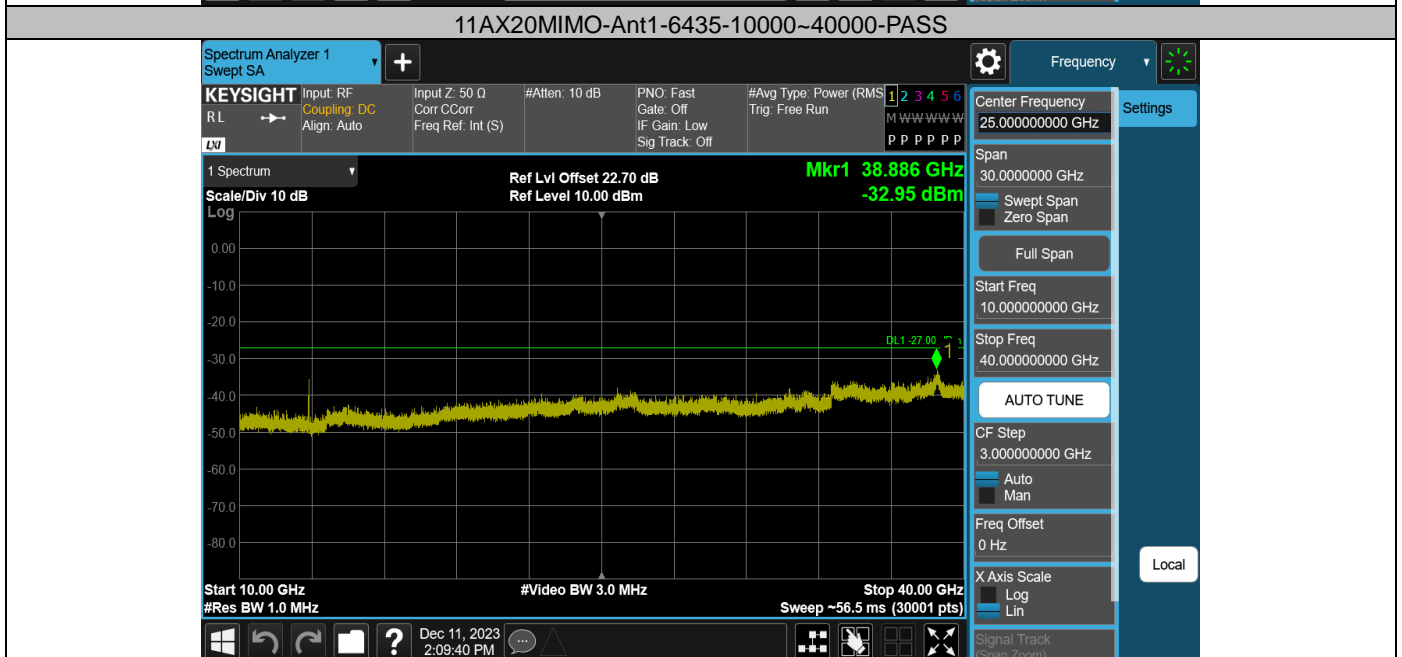 11AX20MIMO-Ant1-6435-10000~40000-PASS
Spectrum Analyzer 1
Swept SA
Frequency
KEYSIGHT
RL
LXI
Input: RF
Coupling: DC
Align: Auto
Input Z: 50 Ω
Corr CCorr
Freq Ref: Int (S)
#Atten: 10 dB
PNO: Fast
Gate: Off
IF Gain: Low
Sig Track: Off
#Avg Type: Power (RMS
Trig: Free Run
1 2 3 4 5 6
M W W W W W
P P P P P P
Center Frequency
25.000000000 GHz
Settings
1 Spectrum
Scale/Div 10 dB
Log
Ref Lvl Offset 22.70 dB
Ref Level 10.00 dBm
Mkr1 38.886 GHz
-32.95 dBm
0.00
-10.0
-20.0
-30.0
-40.0
-50.0
-60.0
-70.0
-80.0
DL1 -27.00
1
Start 10.00 GHz
#Res BW 1.0 MHz
#Video BW 3.0 MHz
Stop 40.00 GHz
Sweep ~56.5 ms (30001 pts)
Span
30.0000000 GHz
Swept Span
Zero Span
Full Span
Start Freq
10.000000000 GHz
Stop Freq
40.000000000 GHz
AUTO TUNE
CF Step
3.000000000 GHz
Auto
Man
Freq Offset
0 Hz
X Axis Scale
Log
Lin
Signal Track
(Span Zoom)
Local
Dec 11, 2023
2:09:40 PM